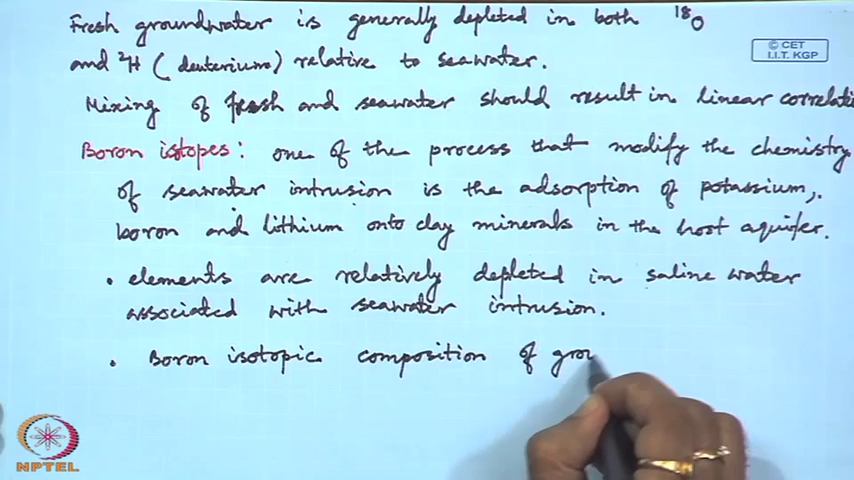 Fresh groundwater is generally depleted in both ¹⁸O
© CET
I.I.T. KGP
and ²H (deuterium) relative to seawater.
Mixing of fresh and seawater should result in linear correlati
Boron istopes: one of the process that modify the chemistry
of seawater intrusion is the adsorption of potassium,
boron and lithium onto clay minerals in the host aquifer.
• elements are relatively depleted in saline water
associated with seawater intrusion.
• Boron isotopic composition of grou
NPTEL